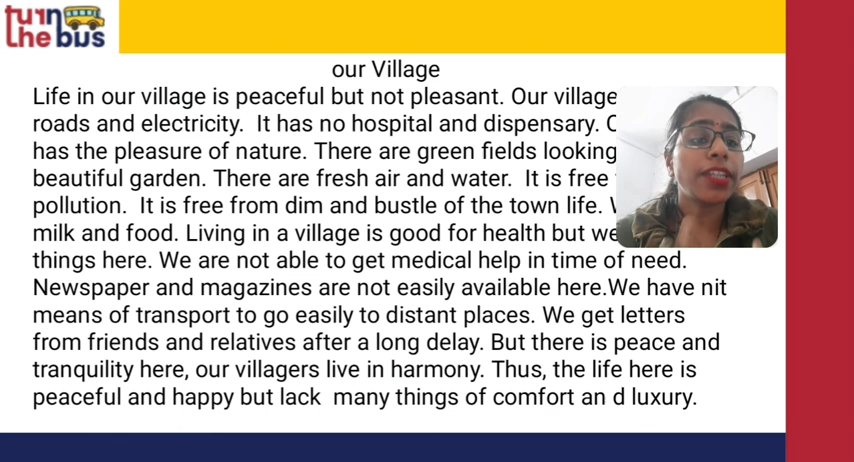 turn
the bus
our Village
Life in our village is peaceful but not pleasant. Our village
roads and electricity.  It has no hospital and dispensary.
has the pleasure of nature. There are green fields looking
beautiful garden. There are fresh air and water.  It is free
pollution.  It is free from dim and bustle of the town life.
milk and food. Living in a village is good for health but we
things here. We are not able to get medical help in time of need.
Newspaper and magazines are not easily available here.We have nit
means of transport to go easily to distant places. We get letters
from friends and relatives after a long delay. But there is peace and
tranquility here, our villagers live in harmony. Thus, the life here is
peaceful and happy but lack  many things of comfort an d luxury.